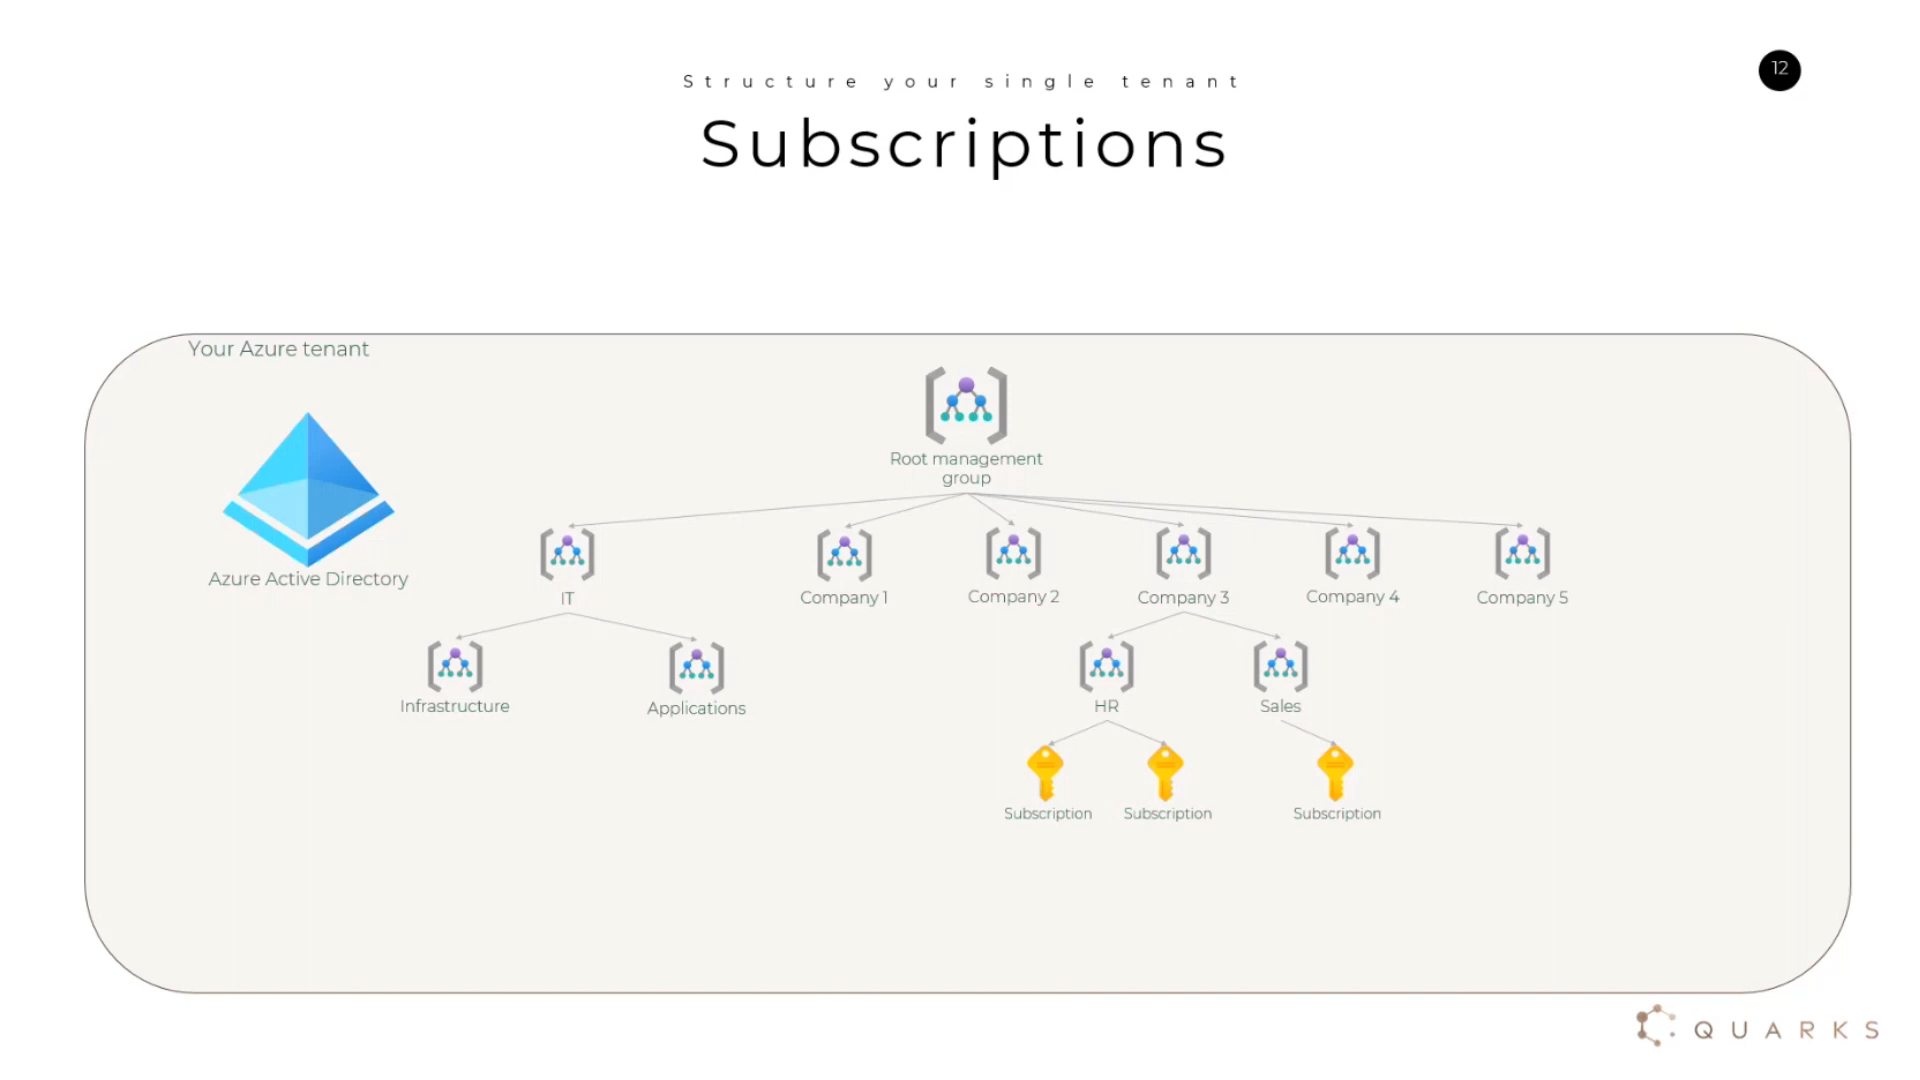 Structure your single tenant
12
Subscriptions
Your Azure tenant
Azure Active Directory
Root management
group
IT
Company 1
Company 2
Company 3
Company 4
Company 5
Infrastructure
Applications
HR
Sales
Subscription
Subscription
Subscription
QUARKS